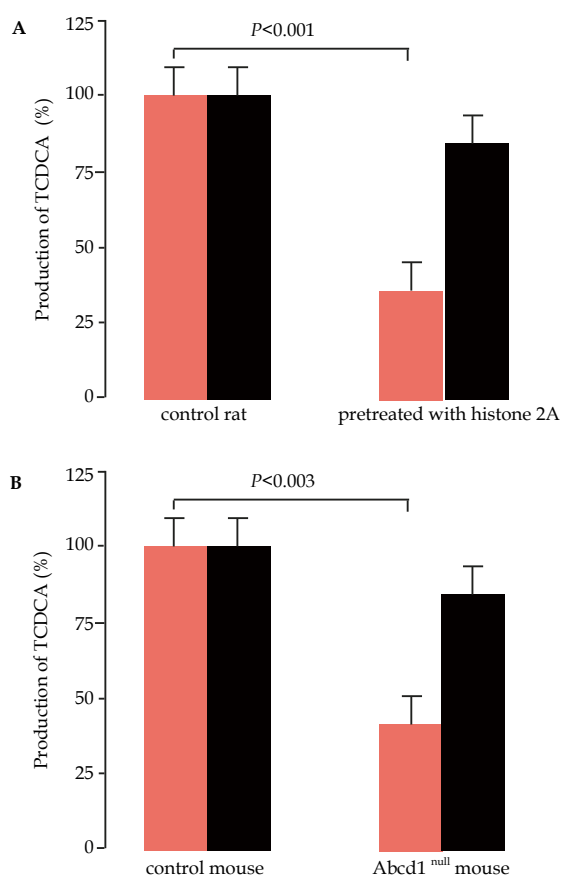 A
Production of TCDCA (%)
125
100
75
50
25
0
P<0.001
control rat
pretreated with histone 2A
B
Production of TCDCA (%)
125
100
75
50
25
0
P<0.003
control mouse
Abcd1 null mouse